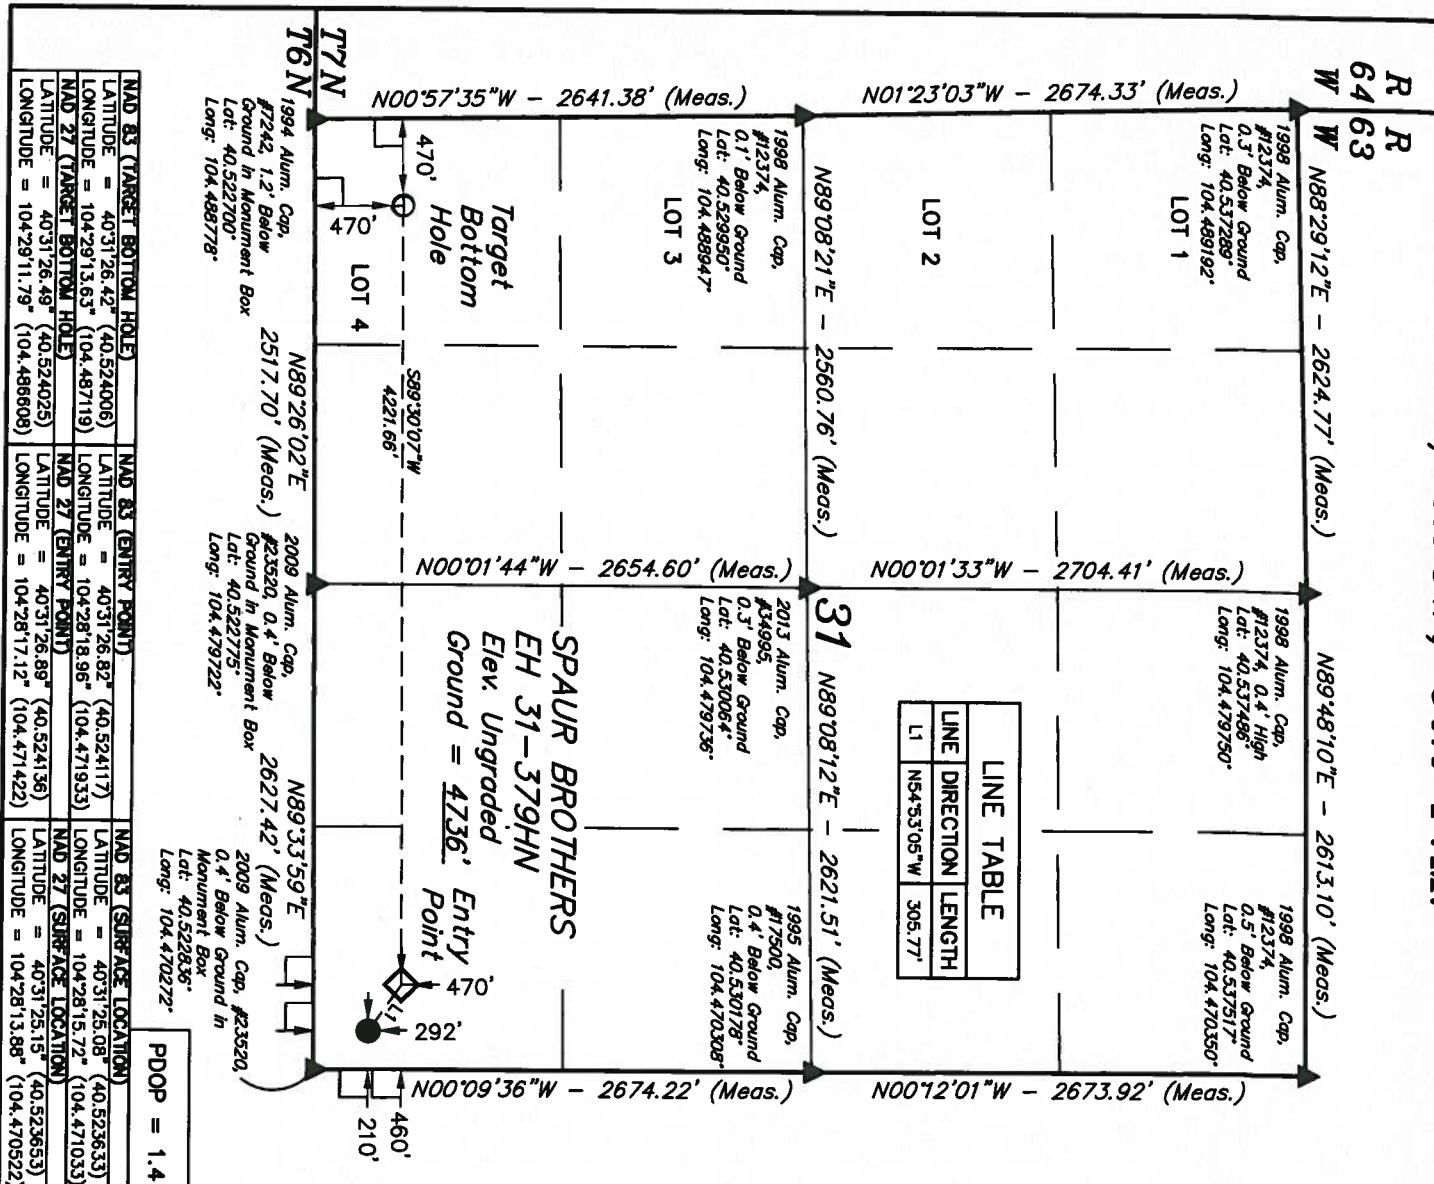 R R
64 63
W W
N88°29'12"E - 2624.77' (Meas.)
N89°48'10"E - 2613.10' (Meas.)
1998 Alum. Cap,
#12374,
0.3' Below Ground
Lat: 40.537289°
Long: 104.489192°
1998 Alum. Cap,
#12374, 0.4' High
Lat: 40.537486°
Long: 104.479750°
1998 Alum. Cap,
#12374,
0.5' Below Ground
Lat: 40.537517°
Long: 104.470350°
LOT 1
N01°23'03"W - 2674.33' (Meas.)
N00°01'33"W - 2704.41' (Meas.)
N00°12'01"W - 2673.92' (Meas.)
LOT 2
LINE TABLE
LINE DIRECTION LENGTH
L1 N54°53'05"W 305.77'
31
N89°08'21"E - 2560.76' (Meas.)
N89°08'12"E - 2621.51' (Meas.)
1998 Alum. Cap,
#12374,
0.1' Below Ground
Lat: 40.529950°
Long: 104.488947°
2013 Alum. Cap,
#34995,
0.3' Below Ground
Lat: 40.530064°
Long: 104.479736°
1995 Alum. Cap,
#17500,
0.4' Below Ground
Lat: 40.530178°
Long: 104.470308°
LOT 3
N00°57'35"W - 2641.38' (Meas.)
N00°01'44"W - 2654.60' (Meas.)
N00°09'36"W - 2674.22' (Meas.)
SPAUR BROTHERS
EH 31-379HN
Elev. Ungraded
Ground = 4736'
Target
Bottom
Hole
Entry
Point
470'
470'
470'
292'
L1
S89°30'07"W
4221.66'
LOT 4
460'
210'
T7N
T6N
N89°26'02"E
2517.70' (Meas.)
N89°33'59"E
2627.42' (Meas.)
1994 Alum. Cap,
#7242, 1.2' Below
Ground in Monument Box
Lat: 40.522700°
Long: 104.488778°
2009 Alum. Cap,
#23520, 0.4' Below
Ground in Monument Box
Lat: 40.522775°
Long: 104.479722°
2009 Alum. Cap, #23520,
0.4' Below Ground in
Monument Box
Lat: 40.522836°
Long: 104.470272°
PDOP = 1.4
NAD 83 (TARGET BOTTOM HOLE)
LATITUDE = 40°31'26.42" (40.524006)
LONGITUDE = 104°29'13.63" (104.487119)
NAD 27 (TARGET BOTTOM HOLE)
LATITUDE = 40°31'26.49" (40.524025)
LONGITUDE = 104°29'11.79" (104.486608)
NAD 83 (ENTRY POINT)
LATITUDE = 40°31'26.82" (40.524117)
LONGITUDE = 104°28'18.96" (104.471933)
NAD 27 (ENTRY POINT)
LATITUDE = 40°31'26.89" (40.524136)
LONGITUDE = 104°28'17.12" (104.471422)
NAD 83 (SURFACE LOCATION)
LATITUDE = 40°31'25.08" (40.523633)
LONGITUDE = 104°28'15.72" (104.471033)
NAD 27 (SURFACE LOCATION)
LATITUDE = 40°31'25.15" (40.523653)
LONGITUDE = 104°28'13.88" (104.470522)